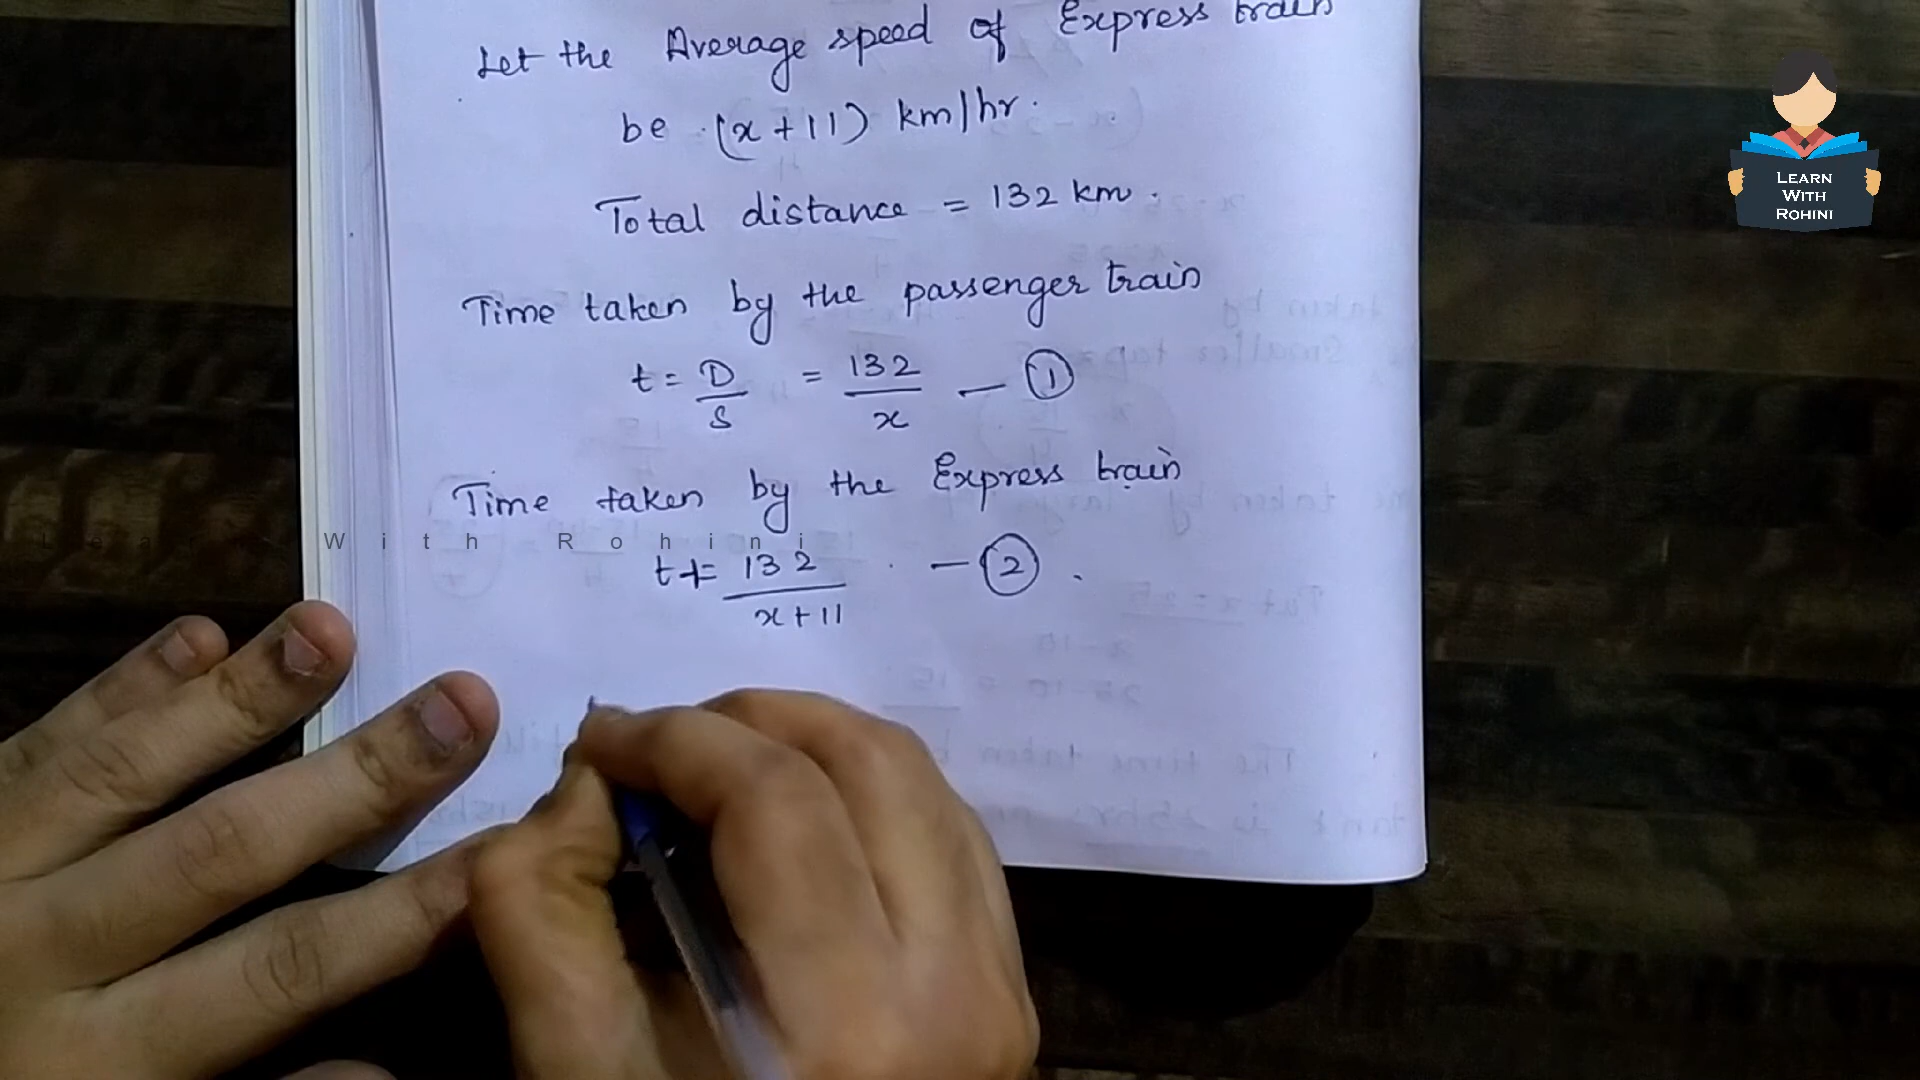 Let the Average speed of Express train
be (x+11) km/hr.
Total distance = 132 km.
Time taken by the passenger train
t = D/S = 132/x — ①
Time taken by the Express train
t = 132/x+11 — ②
Learn With Rohini
LEARN
WITH
ROHINI